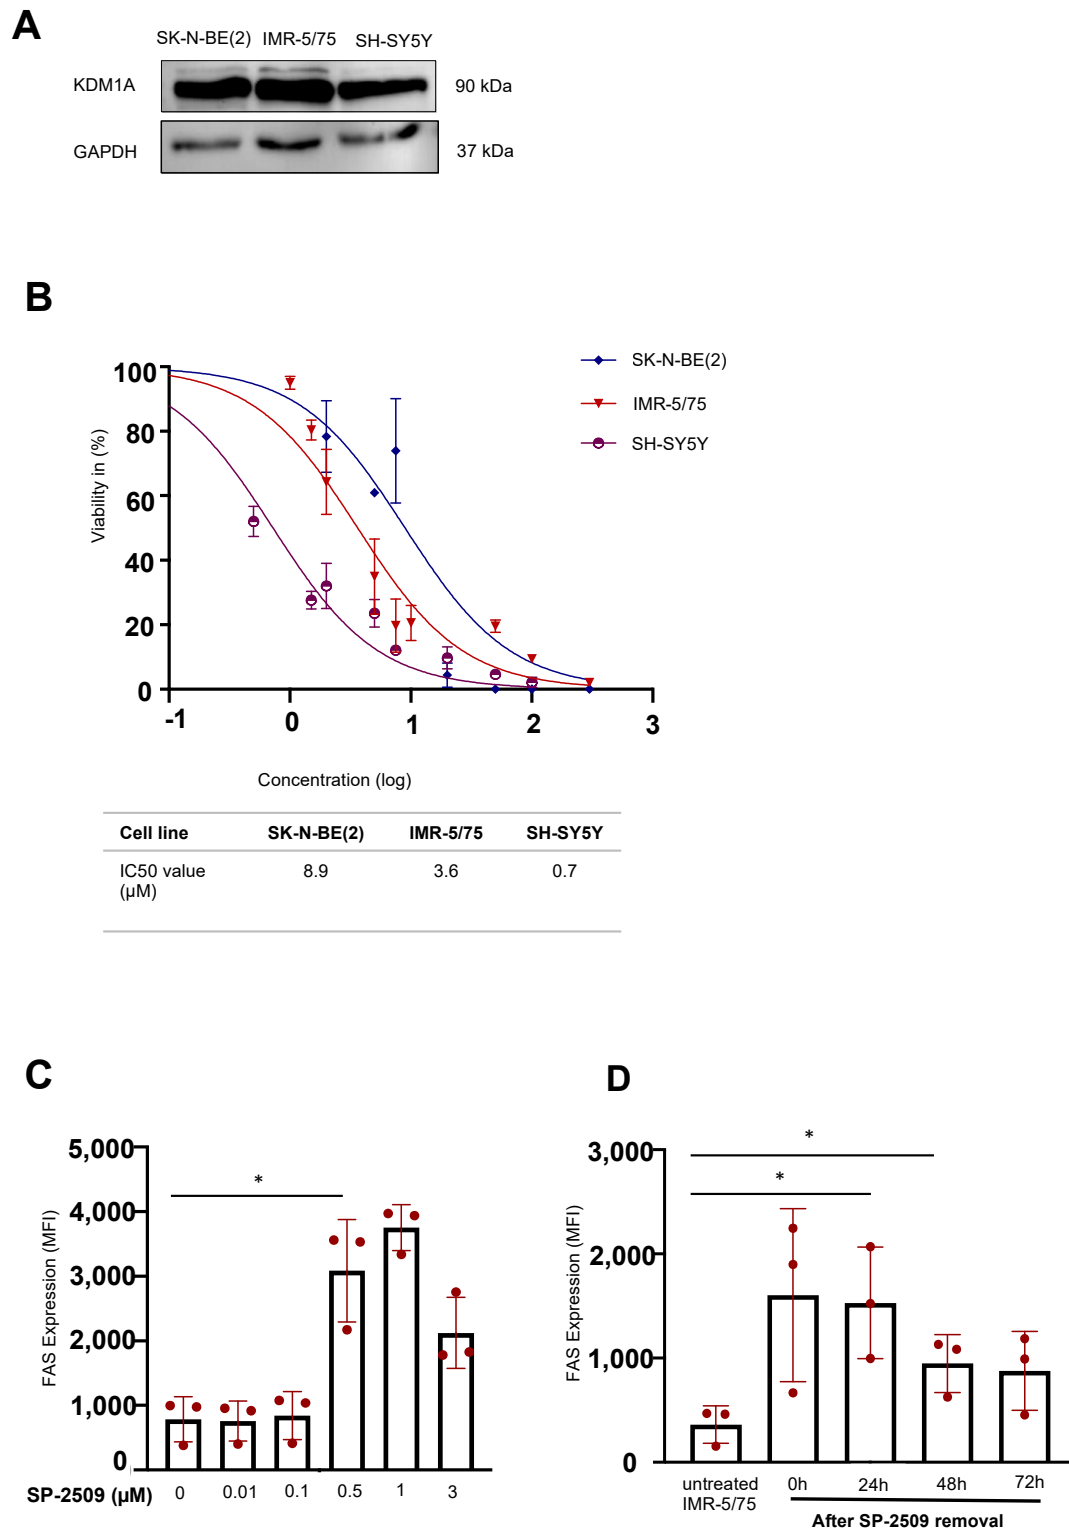 A
SK-N-BE(2) IMR-5/75 SH-SY5Y
KDM1A 90 kDa
GAPDH 37 kDa
B
100
80
60
40
20
0
Viability in (%)
-1 0 1 2 3
Concentration (log)
SK-N-BE(2)
IMR-5/75
SH-SY5Y
Cell line SK-N-BE(2) IMR-5/75 SH-SY5Y
IC50 value 8.9 3.6 0.7
(µM)
C
5,000
4,000
3,000
2,000
1,000
0
FAS Expression (MFI)
*
SP-2509 (µM) 0 0.01 0.1 0.5 1 3
D
3,000
2,000
1,000
0
FAS Expression (MFI)
*
*
untreated 0h 24h 48h 72h
IMR-5/75
After SP-2509 removal